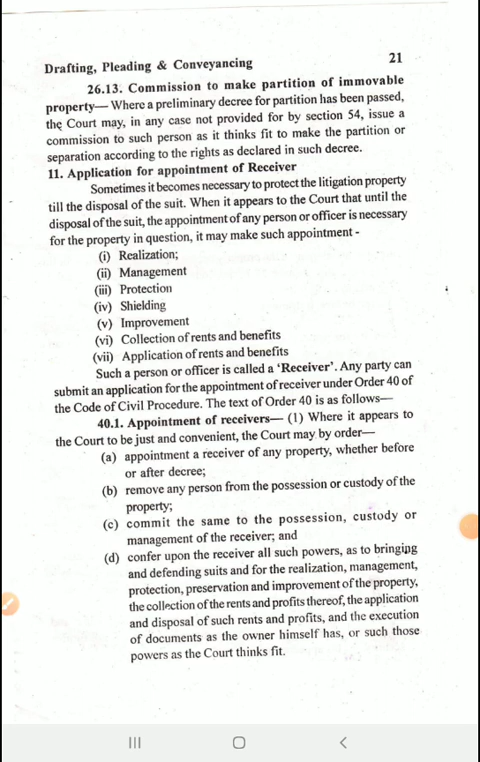 Drafting, Pleading & Conveyancing 21
26.13. Commission to make partition of immovable
property— Where a preliminary decree for partition has been passed,
the Court may, in any case not provided for by section 54, issue a
commission to such person as it thinks fit to make the partition or
separation according to the rights as declared in such decree.
11. Application for appointment of Receiver
Sometimes it becomes necessary to protect the litigation property
till the disposal of the suit. When it appears to the Court that until the
disposal of the suit, the appointment of any person or officer is necessary
for the property in question, it may make such appointment -
(i) Realization;
(ii) Management
(iii) Protection
(iv) Shielding
(v) Improvement
(vi) Collection of rents and benefits
(vii) Application of rents and benefits
Such a person or officer is called a ‘Receiver’. Any party can
submit an application for the appointment of receiver under Order 40 of
the Code of Civil Procedure. The text of Order 40 is as follows—
40.1. Appointment of receivers— (1) Where it appears to
the Court to be just and convenient, the Court may by order—
(a) appointment a receiver of any property, whether before
or after decree;
(b) remove any person from the possession or custody of the
property;
(c) commit the same to the possession, custody or
management of the receiver; and
(d) confer upon the receiver all such powers, as to bringing
and defending suits and for the realization, management,
protection, preservation and improvement of the property,
the collection of the rents and profits thereof, the application
and disposal of such rents and profits, and the execution
of documents as the owner himself has, or such those
powers as the Court thinks fit.